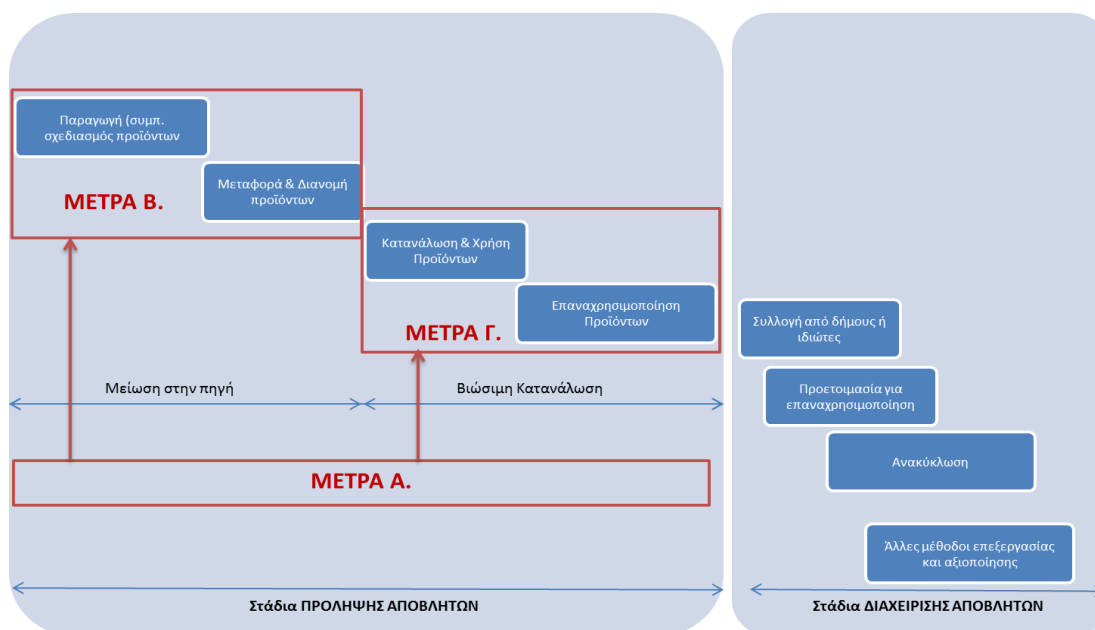 Παραγωγή (συμπ.
σχεδιασμός προϊόντων
ΜΕΤΡΑ Β.
Μεταφορά & Διανομή
προϊόντων
Κατανάλωση & Χρήση
Προϊόντων
Επαναχρησιμοποίηση
Προϊόντων
ΜΕΤΡΑ Γ.
Μείωση στην πηγή
Βιώσιμη Κατανάλωση
ΜΕΤΡΑ Α.
Στάδια ΠΡΟΛΗΨΗΣ ΑΠΟΒΛΗΤΩΝ
Συλλογή από δήμους ή
ιδιώτες
Προετοιμασία για
επαναχρησιμοποίηση
Ανακύκλωση
Άλλες μέθοδοι επεξεργασίας
και αξιοποίησης
Στάδια ΔΙΑΧΕΙΡΙΣΗΣ ΑΠΟΒΛΗΤΩΝ